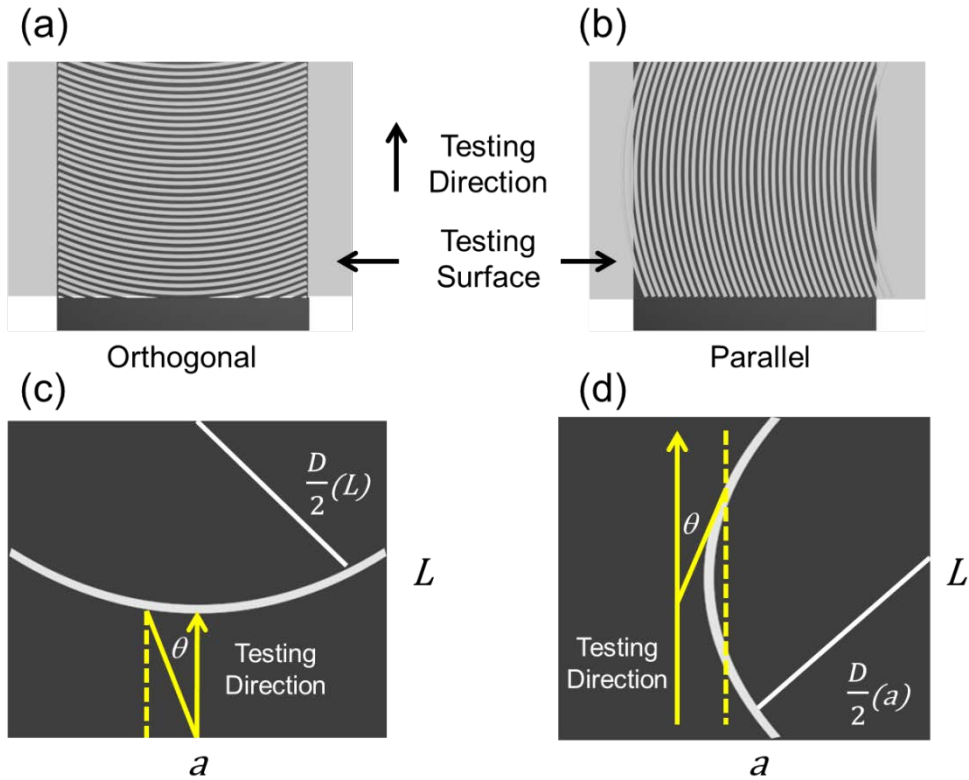 (a)
(b)
Testing
Direction
Testing
Surface
Orthogonal
Parallel
(c)
(d)
D/2 (L)
θ
Testing
Direction
L
a
θ
Testing
Direction
D/2 (a)
L
a